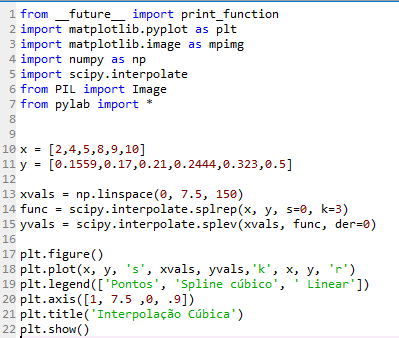 1 from __future__ import print_function
2 import matplotlib.pyplot as plt
3 import matplotlib.image as mpimg
4 import numpy as np
5 import scipy.interpolate
6 from PIL import Image
7 from pylab import *
8
9
10 x = [2,4,5,8,9,10]
11 y = [0.1559,0.17,0.21,0.2444,0.323,0.5]
12
13 xvals = np.linspace(0, 7.5, 150)
14 func = scipy.interpolate.splrep(x, y, s=0, k=3)
15 yvals = scipy.interpolate.splev(xvals, func, der=0)
16
17 plt.figure()
18 plt.plot(x, y, 's', xvals, yvals,'k', x, y, 'r')
19 plt.legend(['Pontos', 'Spline cúbico', ' Linear'])
20 plt.axis([1, 7.5 ,0, .9])
21 plt.title('Interpolação Cúbica')
22 plt.show()